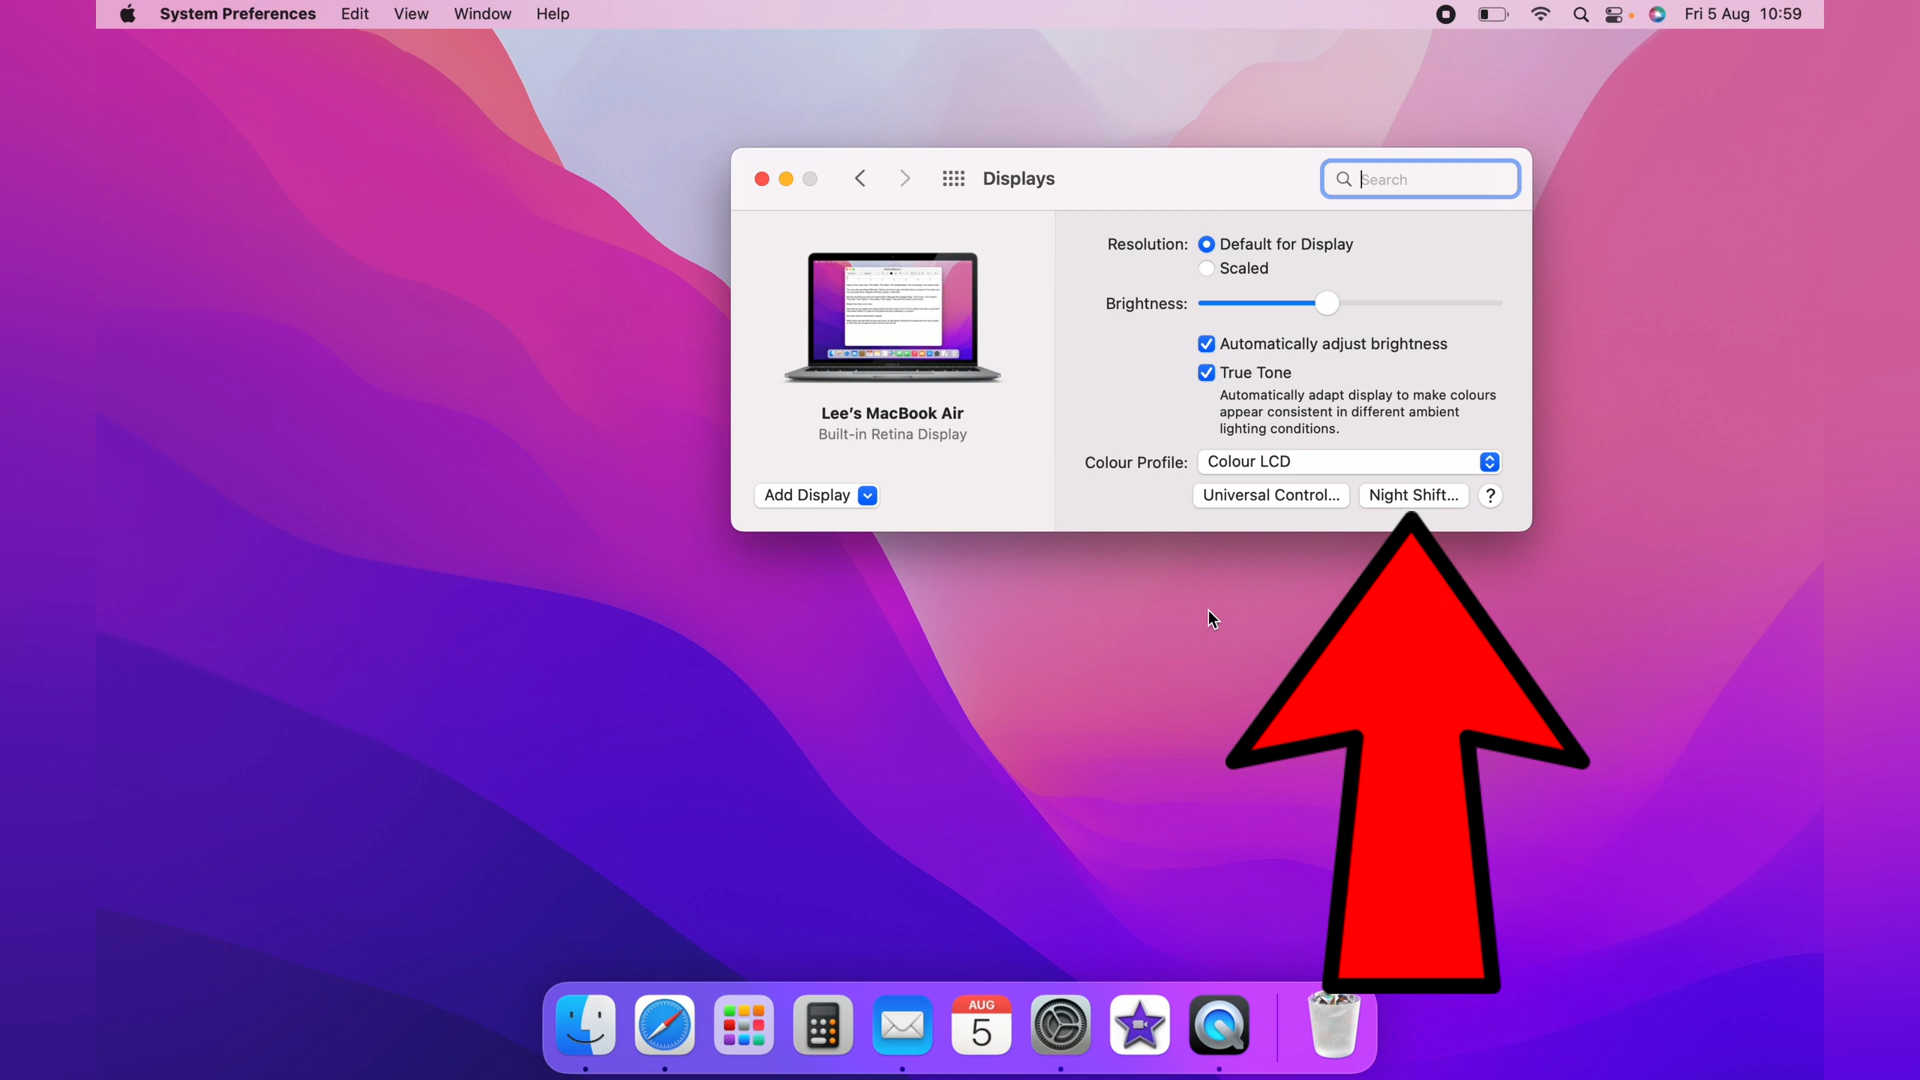 System Preferences Edit View Window Help Fri 5 Aug 10:59
Displays Search
Resolution: Default for Display
Scaled
Brightness:
Automatically adjust brightness
True Tone
Automatically adapt display to make colours
appear consistent in different ambient
lighting conditions.
Lee's MacBook Air
Built-in Retina Display
Colour Profile: Colour LCD
Add Display Universal Control... Night Shift... ?
AUG
5